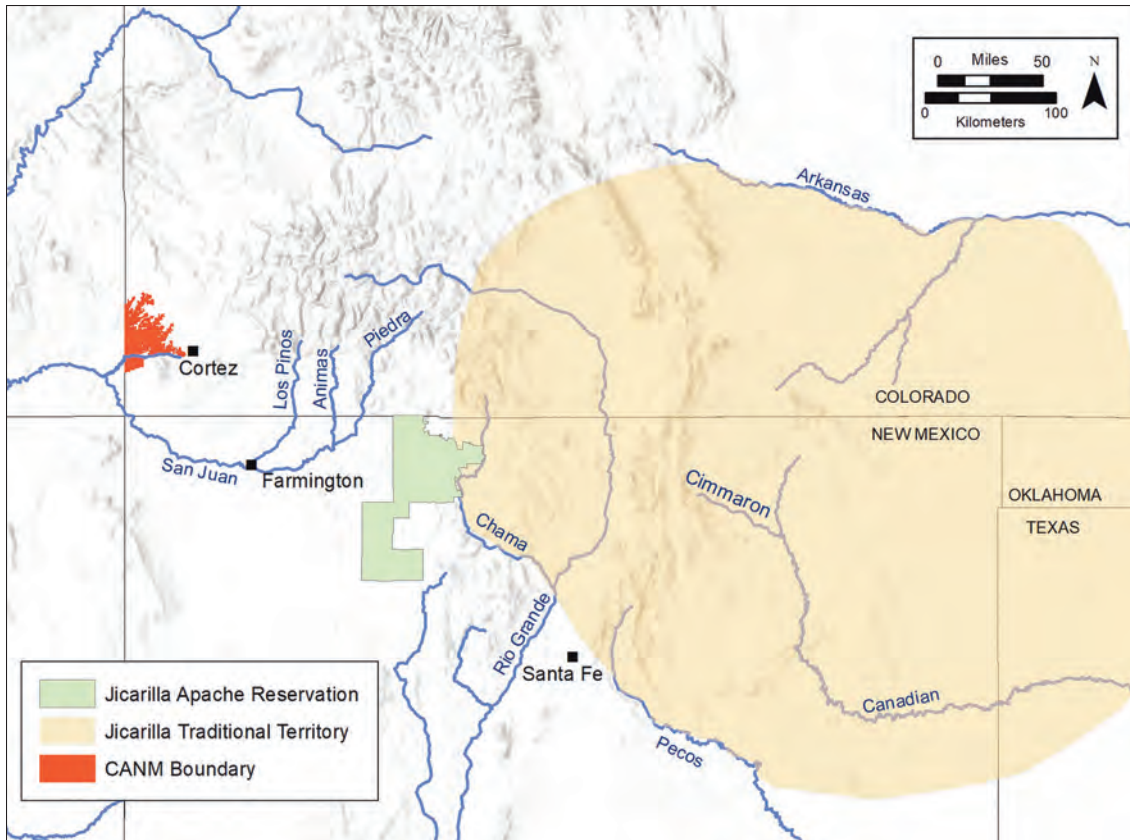 0 Miles 50
N
0 Kilometers 100
Arkansas
Piedra
Los Pinos
Animas
Cortez
COLORADO
NEW MEXICO
San Juan
Farmington
Cimmaron
OKLAHOMA
TEXAS
Chama
Rio Grande
Santa Fe
Canadian
Pecos
Jicarilla Apache Reservation
Jicarilla Traditional Territory
CANM Boundary